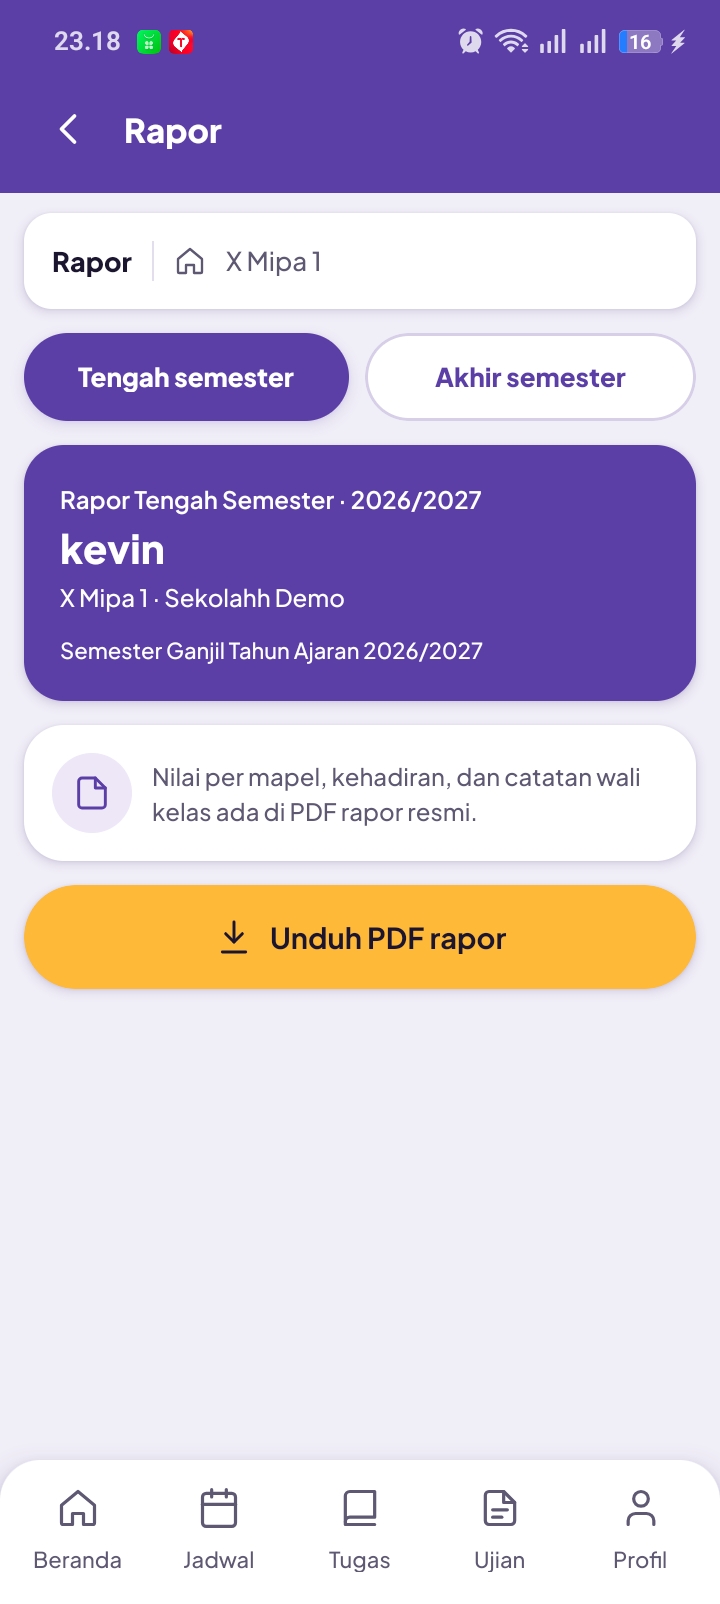 23.18
16
Rapor
Rapor
X Mipa 1
Tengah semester
Akhir semester
Rapor Tengah Semester · 2026/2027
kevin
X Mipa 1 · Sekolahh Demo
Semester Ganjil Tahun Ajaran 2026/2027
Nilai per mapel, kehadiran, dan catatan wali
kelas ada di PDF rapor resmi.
Unduh PDF rapor
Beranda
Jadwal
Tugas
Ujian
Profil